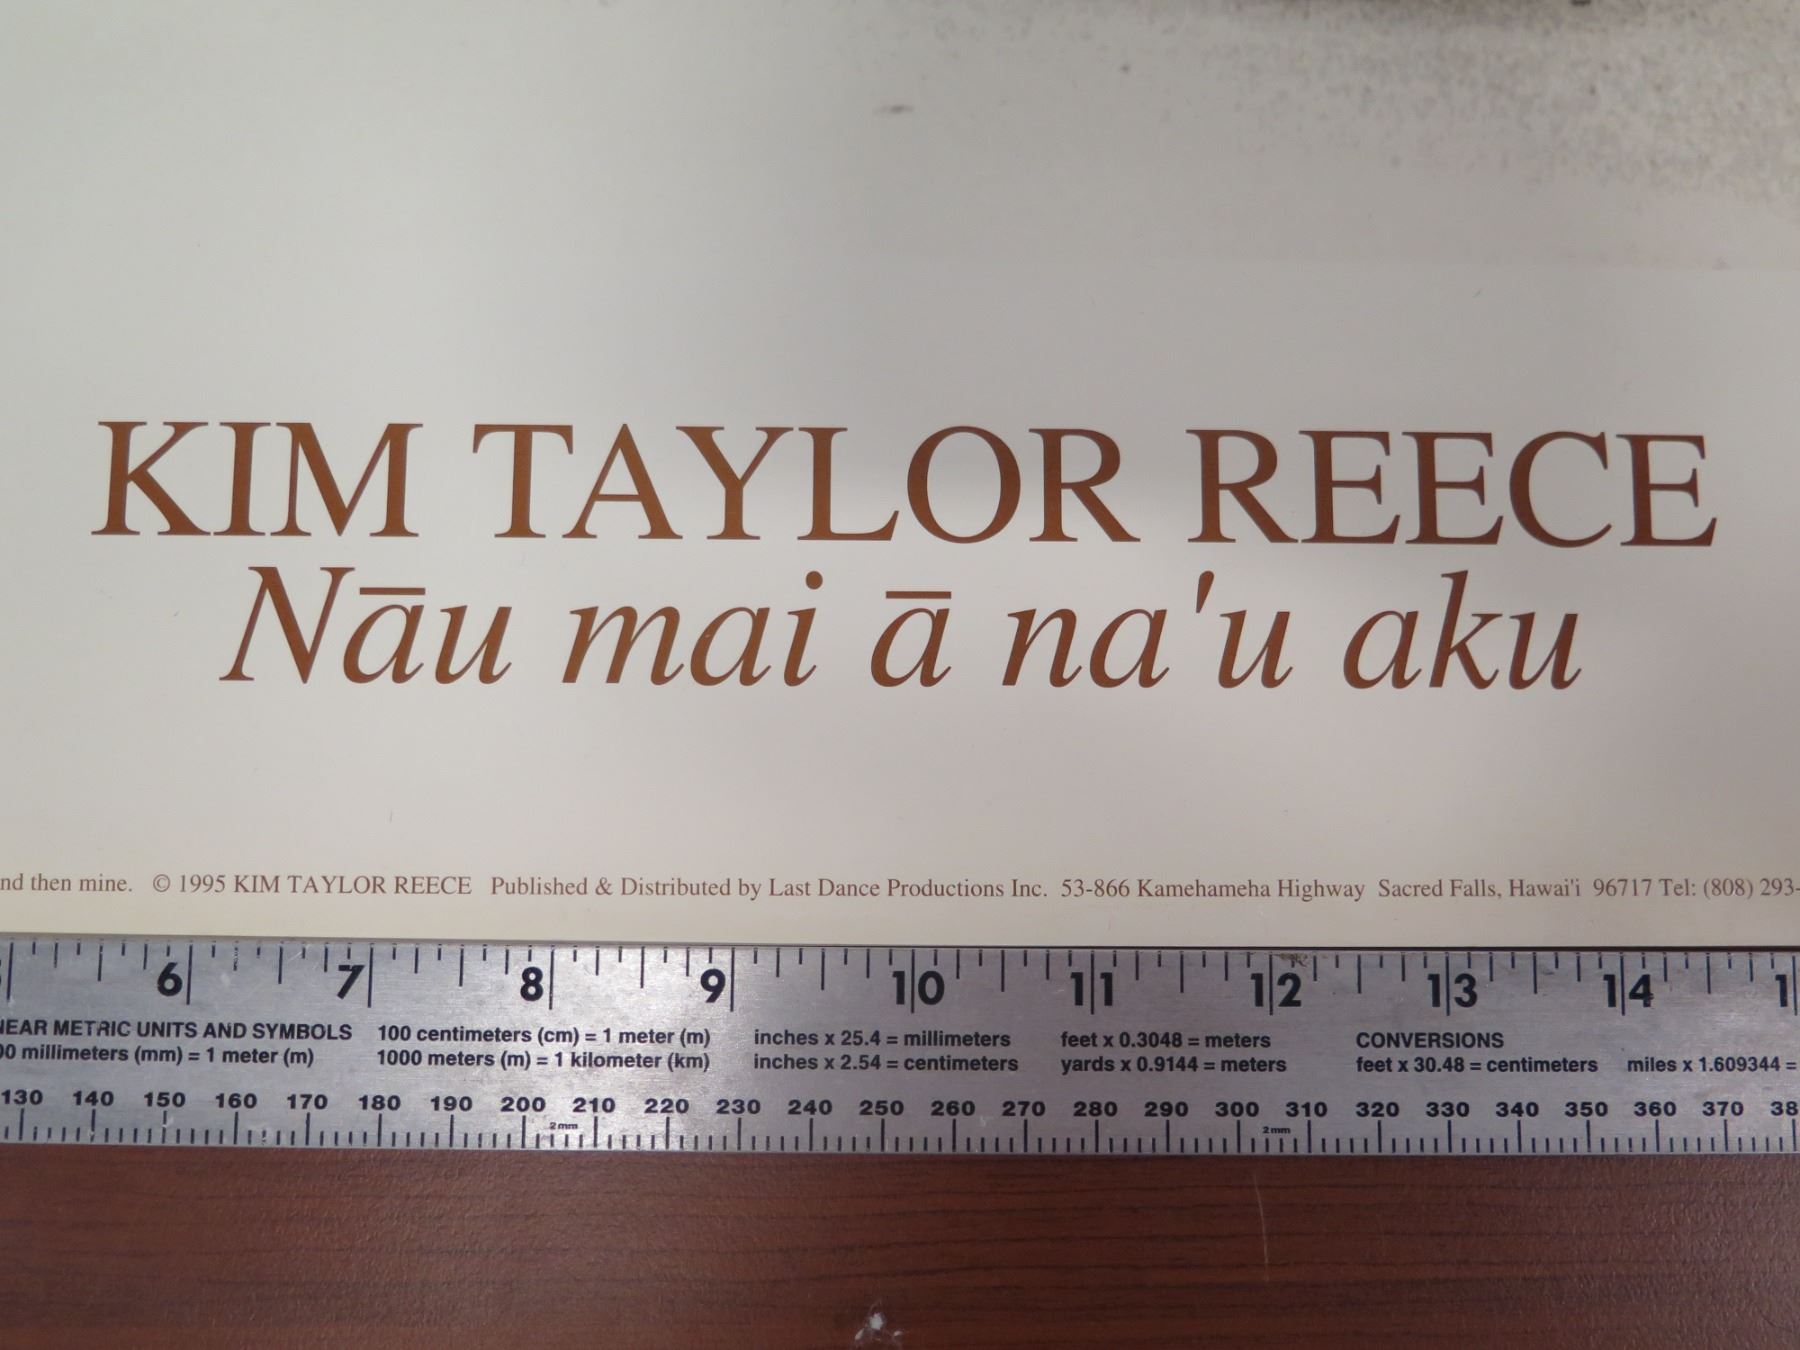 KIM TAYLOR REECE
Nāu mai ā na'u aku
then mine. © 1995 KIM TAYLOR REECE Published & Distributed by Last Dance Productions Inc. 53-866 Kamehameha Highway Sacred Falls, Hawai'i 96717 Tel: (808) 293-
6 7 8 9 10 11 12 13 14
METRIC UNITS AND SYMBOLS 100 centimeters (cm) = 1 meter (m) inches x 25.4 = millimeters feet x 0.3048 = meters CONVERSIONS
millimeters (mm) = 1 meter (m) 1000 meters (m) = 1 kilometer (km) inches x 2.54 = centimeters yards x 0.9144 = meters feet x 30.48 = centimeters miles x 1.609344 =
130 140 150 160 170 180 190 200 210 220 230 240 250 260 270 280 290 300 310 320 330 340 350 360 370
2mm 2mm